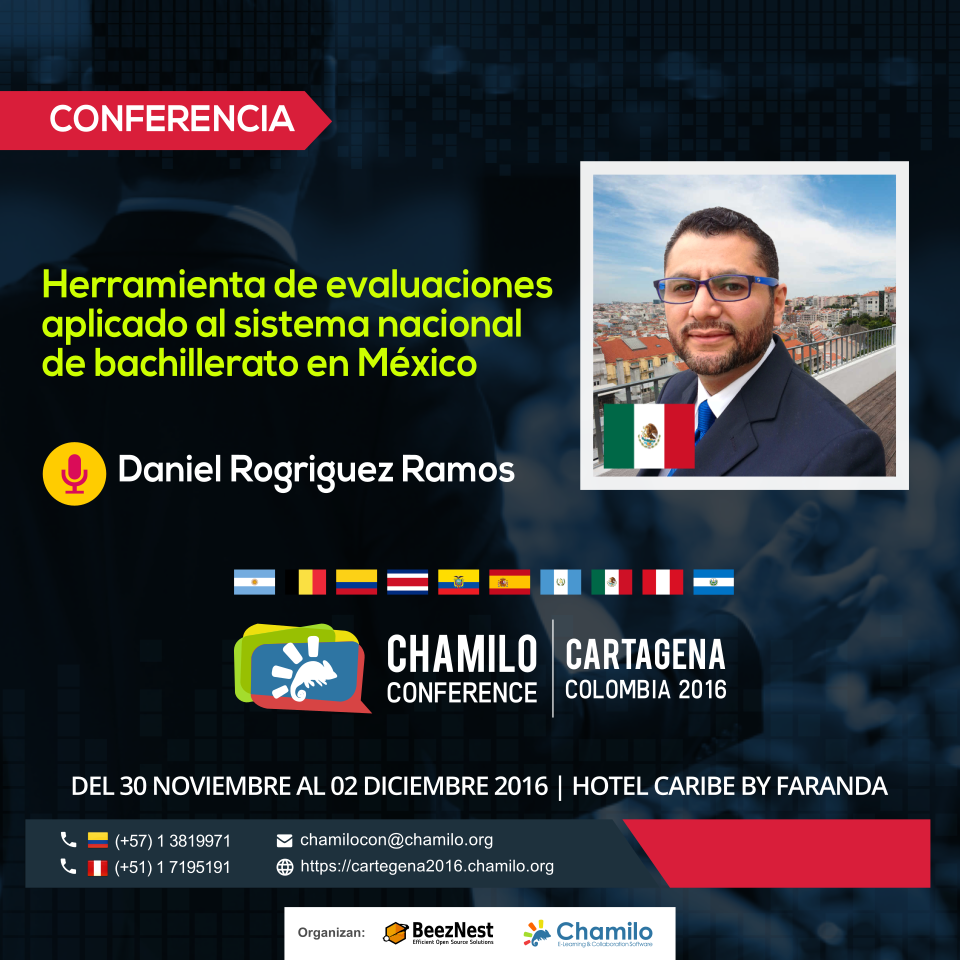 CONFERENCIA
Herramienta de evaluaciones
aplicado al sistema nacional
de bachillerato en México
Daniel Rogriguez Ramos
CHAMILO
CONFERENCE
CARTAGENA
COLOMBIA 2016
DEL 30 NOVIEMBRE AL 02 DICIEMBRE 2016 | HOTEL CARIBE BY FARANDA
(+57) 1 3819971
(+51) 1 7195191
chamilocon@chamilo.org
https://cartegena2016.chamilo.org
Organizan:
BeezNest
Efficient Open Source Solutions
Chamilo
E-Learning & Collaboration Software